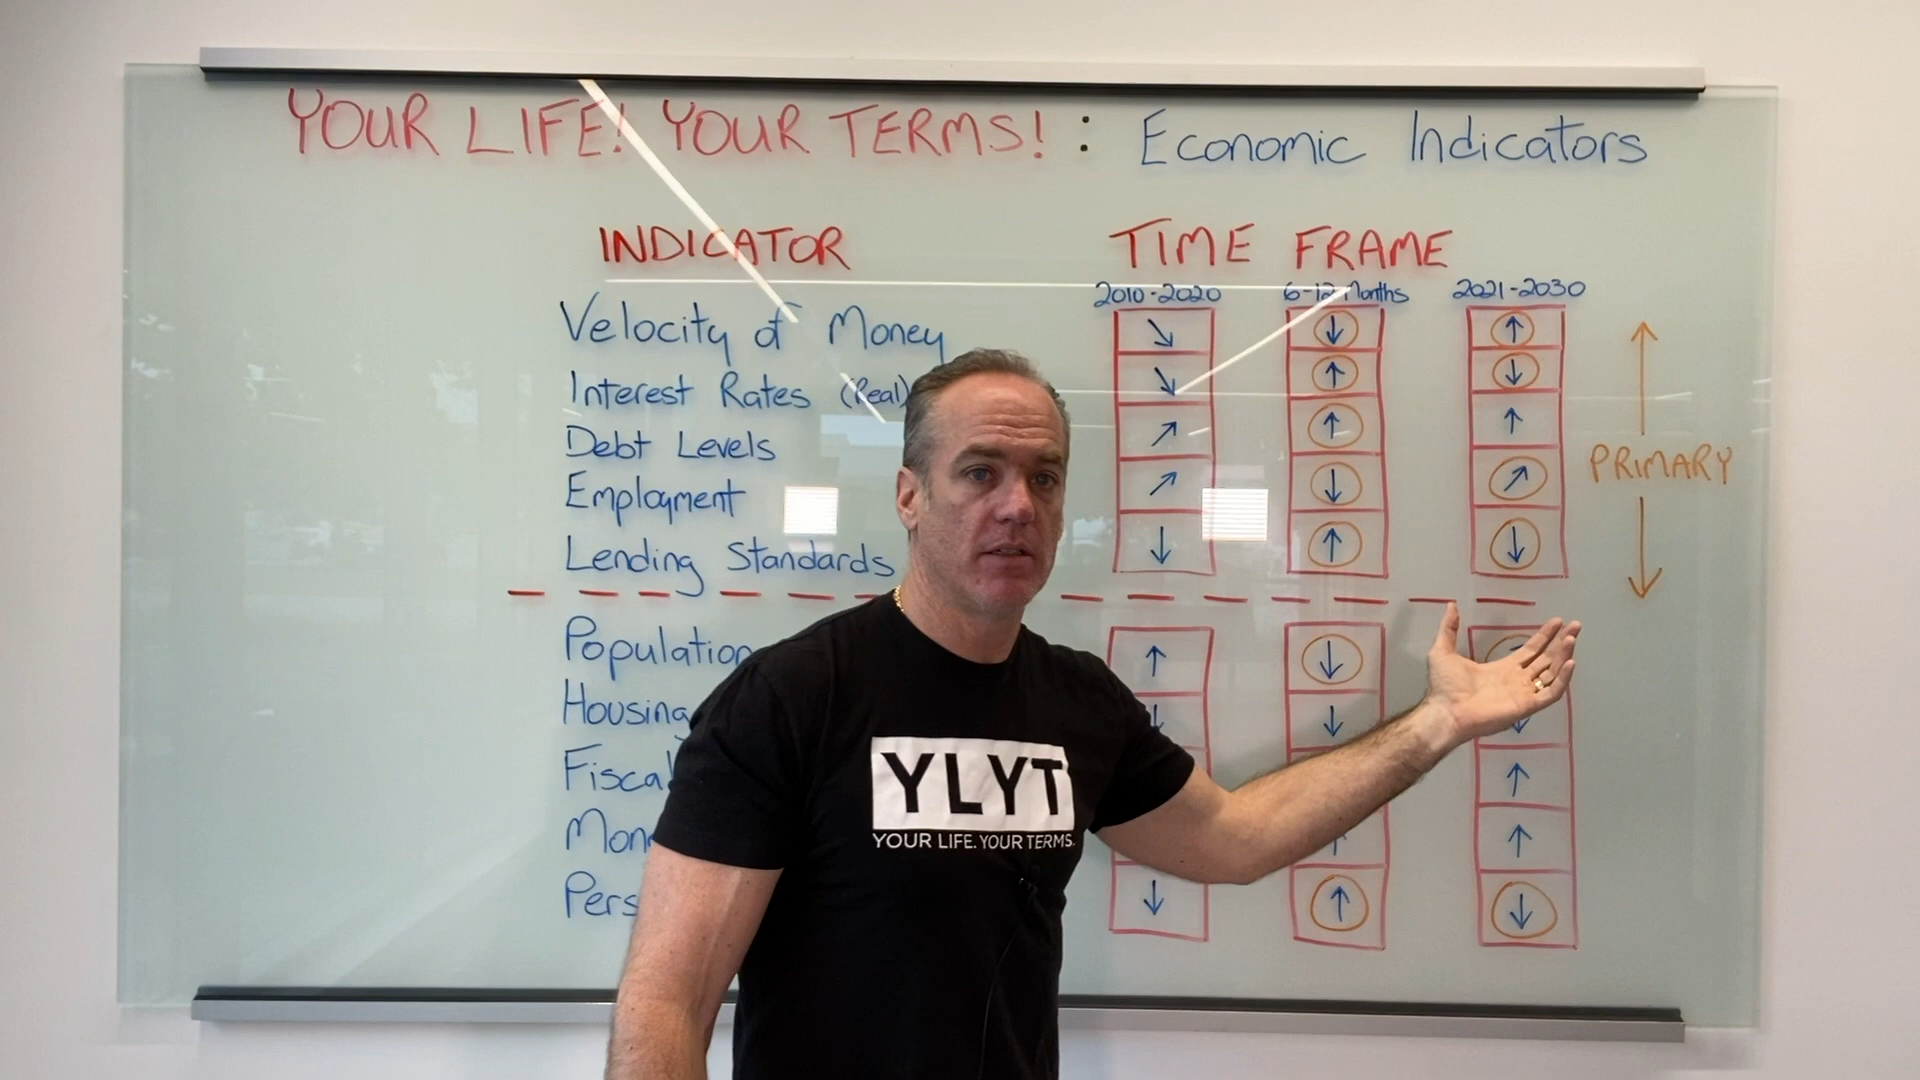 YOUR LIFE! YOUR TERMS! : Economic Indicators
INDICATOR TIME FRAME
2010-2020 6-12 Months 2021-2030
Velocity of Money ↘ ↓ ↑
Interest Rates (Real) ↘ ↑ ↓
Debt Levels ↗ ↑ ↑
PRIMARY
Employment ↗ ↓ ↗
Lending Standards ↓ ↑ ↓
Population ↑ ↓
Housing ↓ ↓ ↓
Fiscal ↑
Mon ↑ ↑
Pers ↓ ↑ ↓
YLYT
YOUR LIFE. YOUR TERMS.